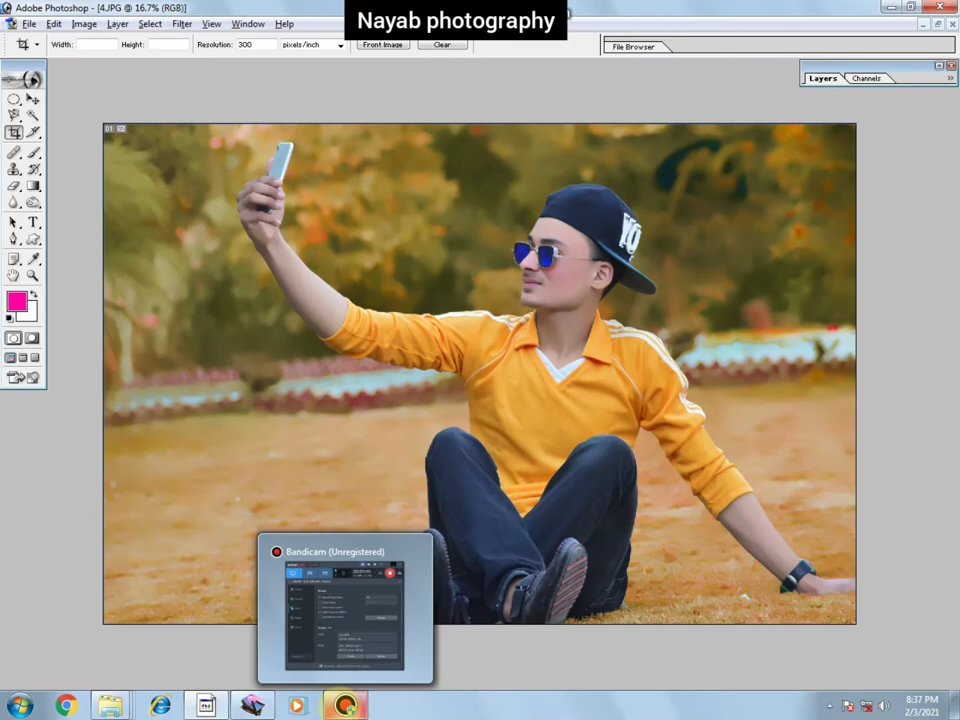 Adobe Photoshop - [4.JPG @ 16.7% (RGB)]
Nayab photography
File Edit Image Layer Select Filter View Window Help
Width: Height: Resolution: 300 pixels/inch Front Image Clear File Browser
Layers Channels
01
YO
Bandicam (Unregistered)
8:37 PM
2/3/2021